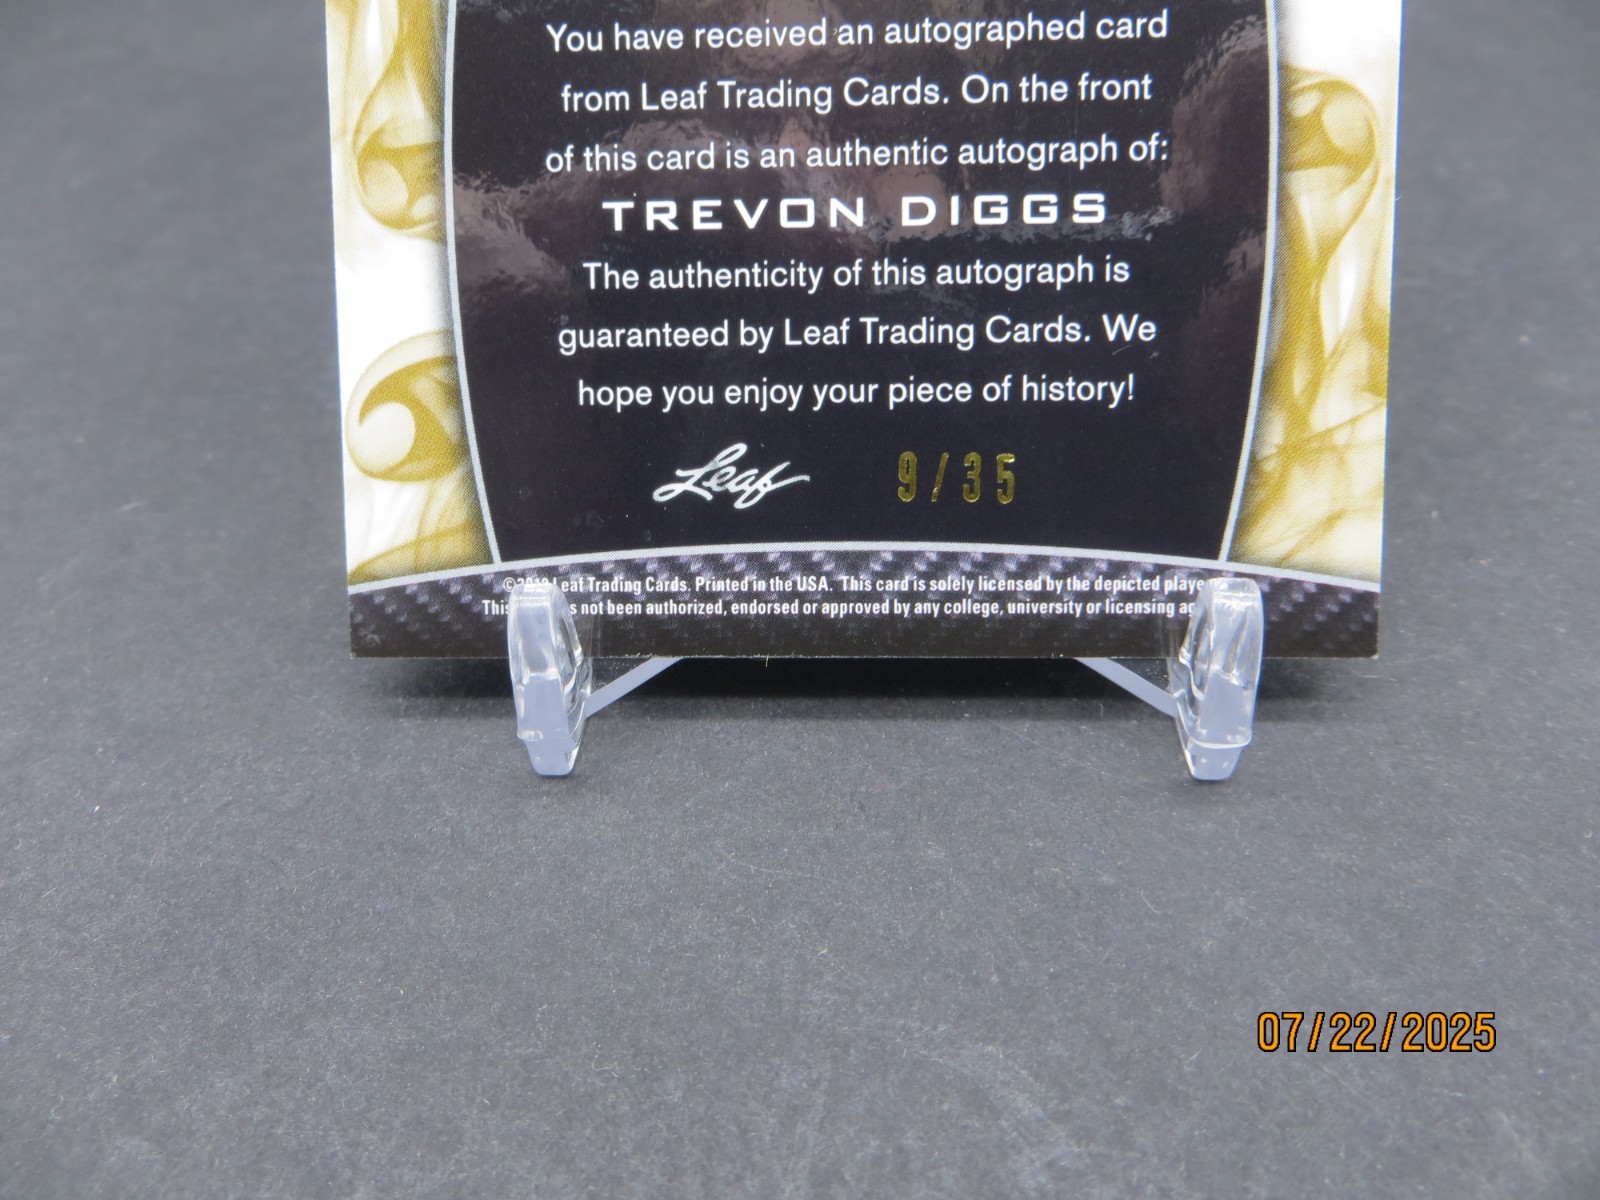 You have received an autographed card
from Leaf Trading Cards. On the front
of this card is an authentic autograph of:
TREVON DIGGS
The authenticity of this autograph is
guaranteed by Leaf Trading Cards. We
hope you enjoy your piece of history!
Leaf 9/35
Leaf Trading Cards. Printed in the USA. This card is solely licensed by the depicted
not been authorized, endorsed or approved by any college, university or licensing
07/22/2025